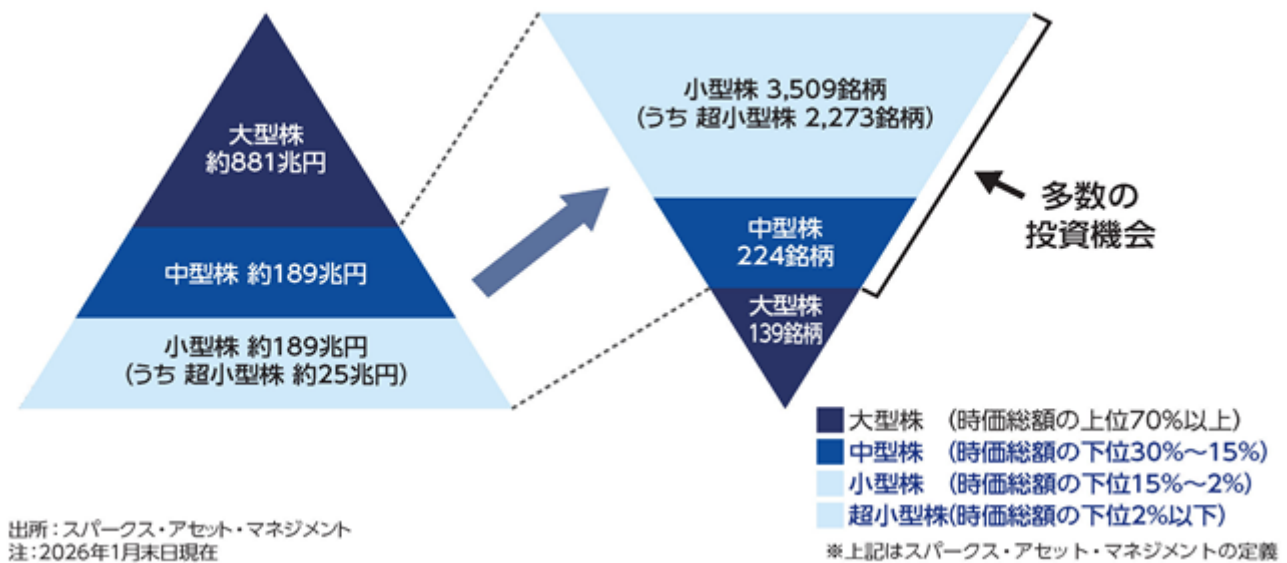 大型株
約881兆円
中型株 約189兆円
小型株 約189兆円
(うち 超小型株 約25兆円)
小型株 3,509銘柄
(うち 超小型株 2,273銘柄)
中型株
224銘柄
大型株
139銘柄
多数の
投資機会
大型株 (時価総額の上位70%以上)
中型株 (時価総額の下位30%~15%)
小型株 (時価総額の下位15%~2%)
超小型株(時価総額の下位2%以下)
※上記はスパークス・アセット・マネジメントの定義
出所:スパークス・アセット・マネジメント
注:2026年1月末日現在